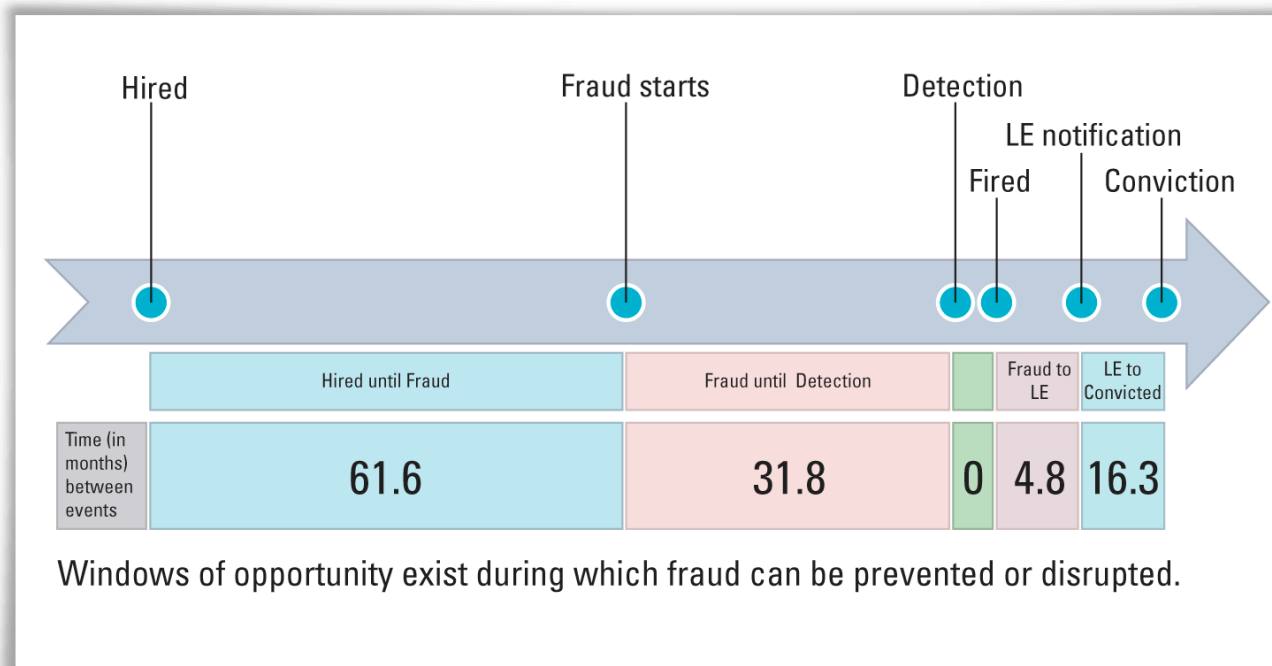 Hired
Fraud starts
Detection
LE notification
Fired
Conviction
Hired until Fraud
Fraud until Detection
Fraud to
LE
LE to
Convicted
Time (in
months)
between
events
61.6
31.8
0
4.8
16.3
Windows of opportunity exist during which fraud can be prevented or disrupted.